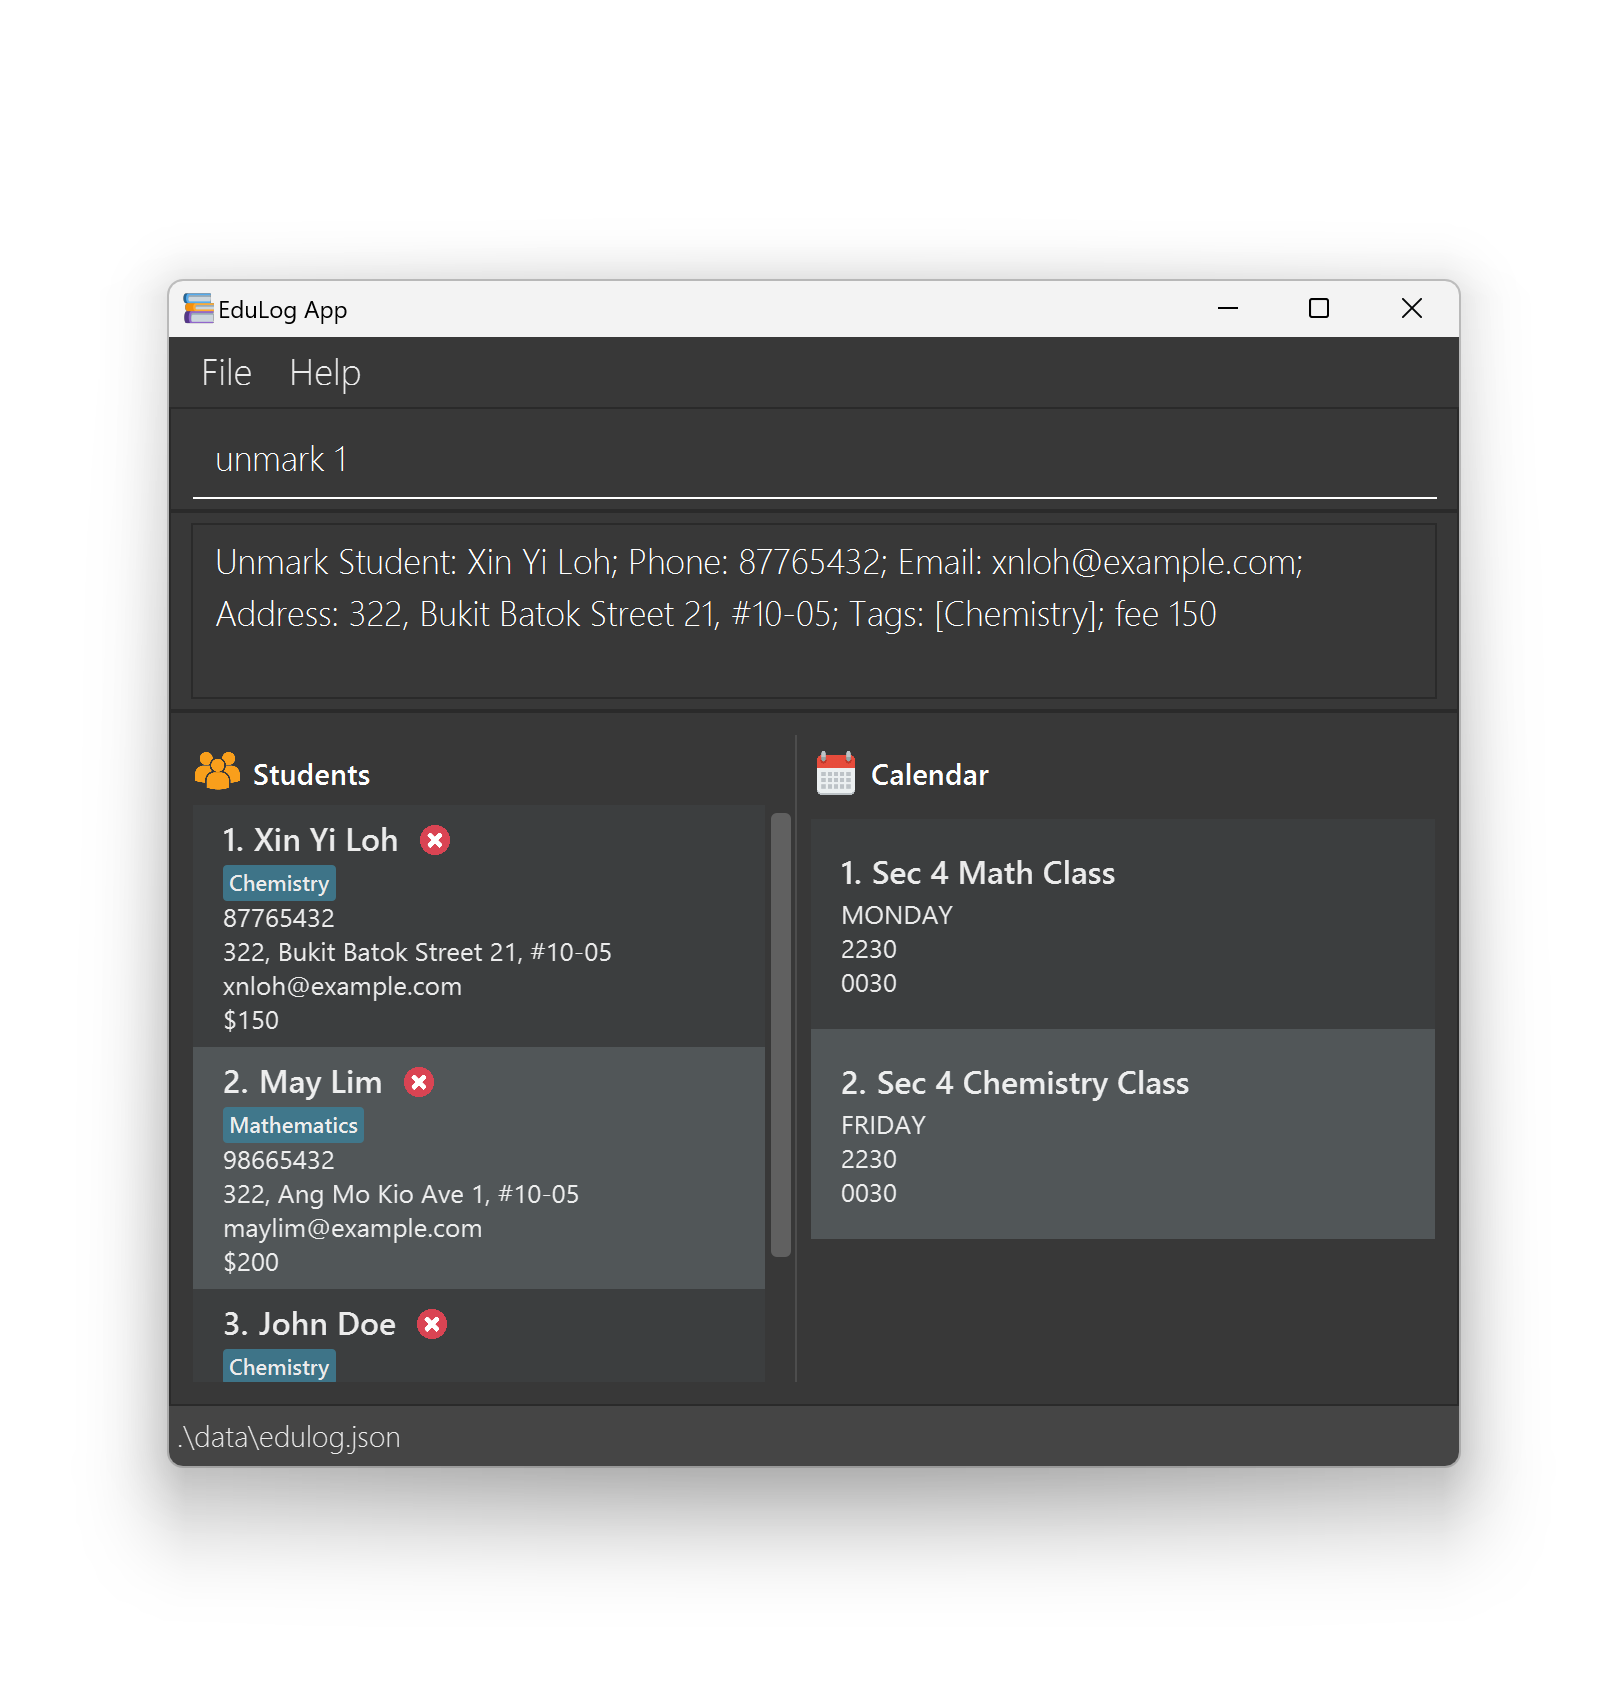 EduLog App
File Help
unmark 1
Unmark Student: Xin Yi Loh; Phone: 87765432; Email: xnloh@example.com;
Address: 322, Bukit Batok Street 21, #10-05; Tags: [Chemistry]; fee 150
Students
1. Xin Yi Loh
Chemistry
87765432
322, Bukit Batok Street 21, #10-05
xnloh@example.com
$150
2. May Lim
Mathematics
98665432
322, Ang Mo Kio Ave 1, #10-05
maylim@example.com
$200
3. John Doe
Chemistry
Calendar
1. Sec 4 Math Class
MONDAY
2230
0030
2. Sec 4 Chemistry Class
FRIDAY
2230
0030
.\data\edulog.json